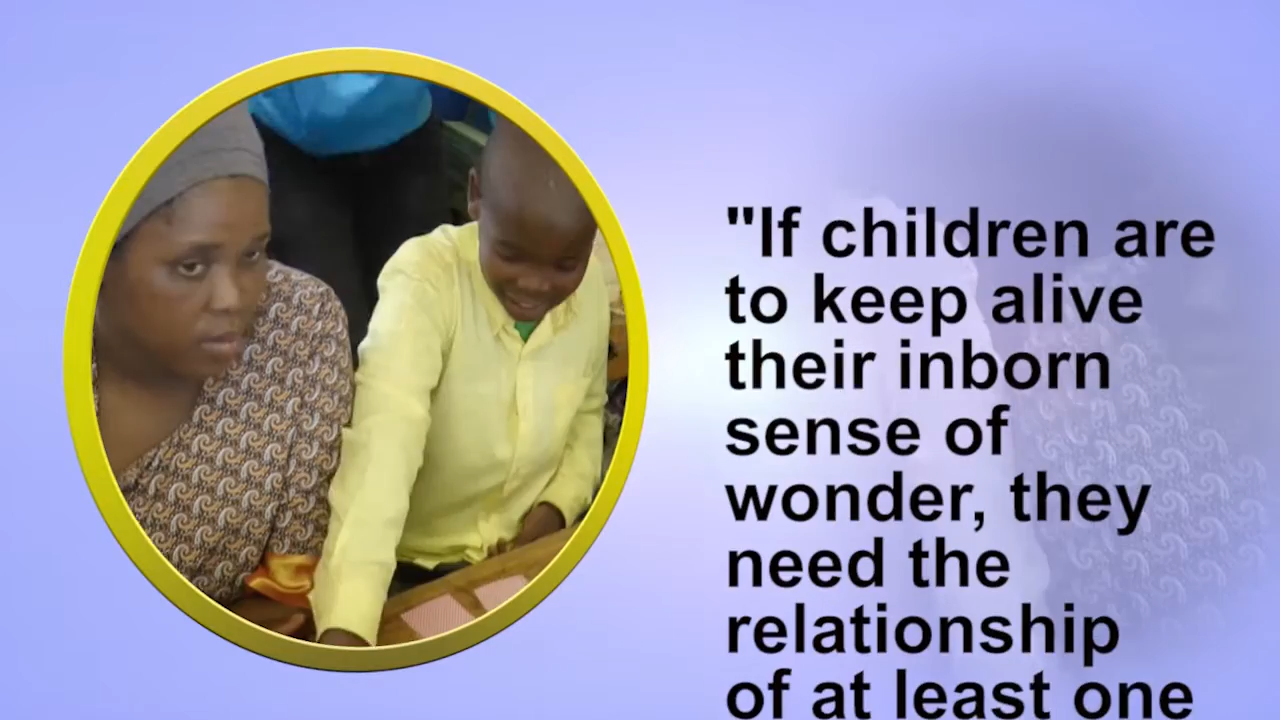 "If children are
to keep alive
their inborn
sense of
wonder, they
need the
relationship
of at least one